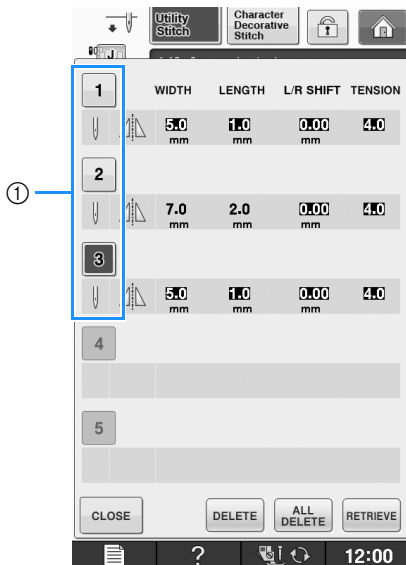 Utility
Stitch
Character
Decorative
Stitch
J
1
WIDTH LENGTH L/R SHIFT TENSION
5.0 mm 1.0 mm 0.00 mm 4.0
2
7.0 mm 2.0 mm 0.00 mm 4.0
①
3
5.0 mm 1.0 mm 0.00 mm 4.0
4
5
CLOSE DELETE ALL DELETE RETRIEVE
? 12:00